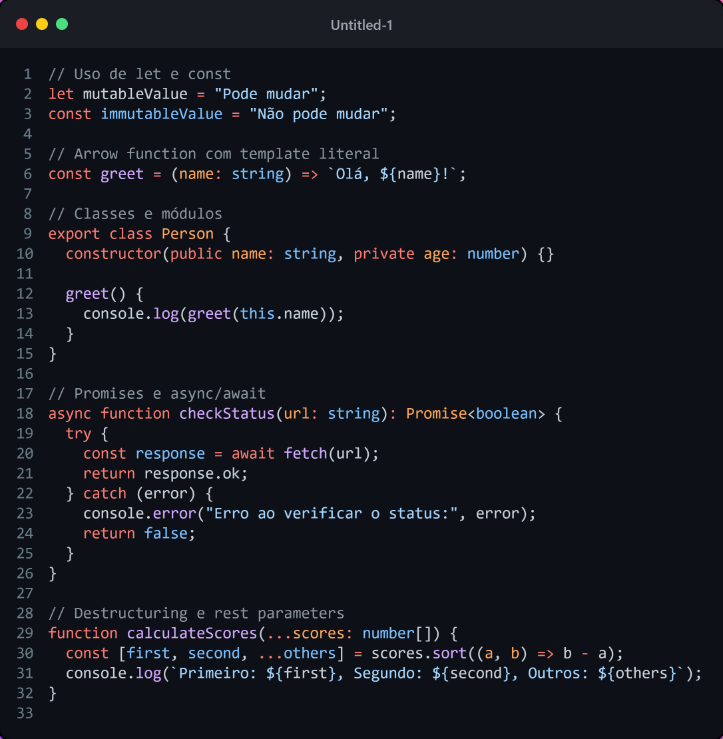 Untitled-1
1 // Uso de let e const
2 let mutableValue = "Pode mudar";
3 const immutableValue = "Não pode mudar";
4
5 // Arrow function com template literal
6 const greet = (name: string) => `Olá, ${name}!`;
7
8 // Classes e módulos
9 export class Person {
10   constructor(public name: string, private age: number) {}
11
12   greet() {
13     console.log(greet(this.name));
14   }
15 }
16
17 // Promises e async/await
18 async function checkStatus(url: string): Promise<boolean> {
19   try {
20     const response = await fetch(url);
21     return response.ok;
22   } catch (error) {
23     console.error("Erro ao verificar o status:", error);
24     return false;
25   }
26 }
27
28 // Destructuring e rest parameters
29 function calculateScores(...scores: number[]) {
30   const [first, second, ...others] = scores.sort((a, b) => b - a);
31   console.log(`Primeiro: ${first}, Segundo: ${second}, Outros: ${others}`);
32 }
33